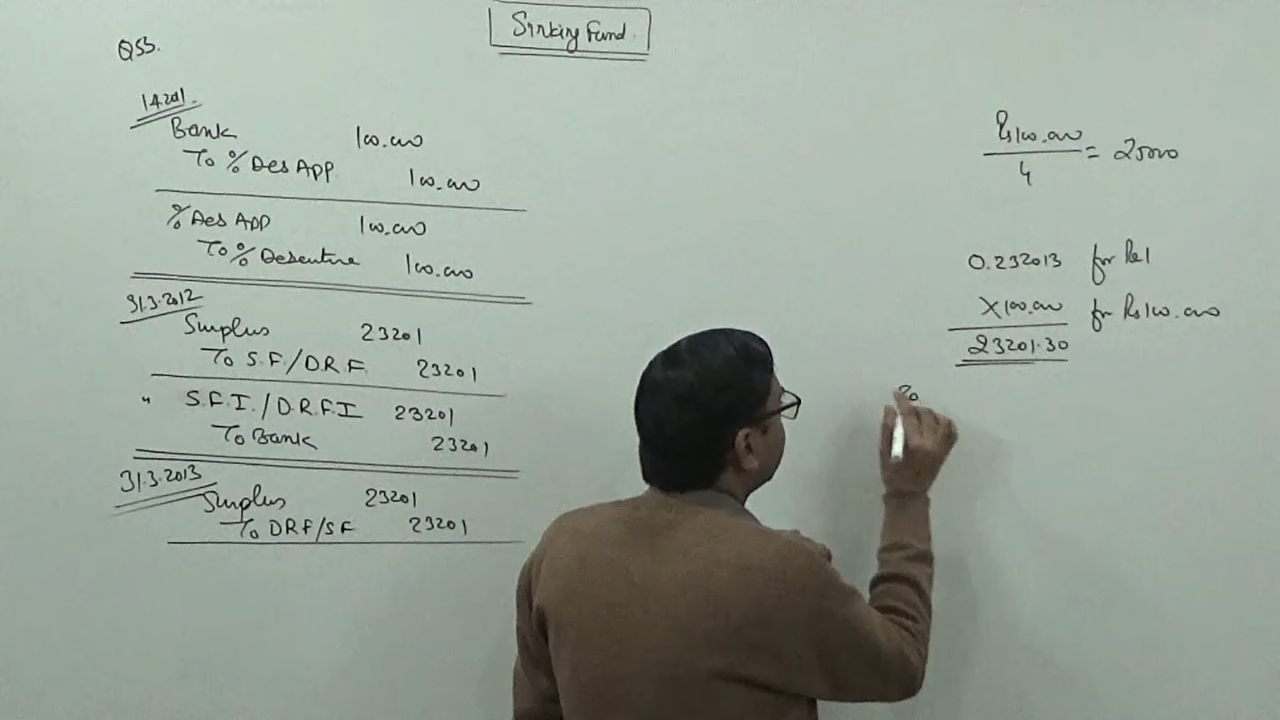 Sinking Fund
Q53.
1.4.2011.
Bank 100.000
To % Deb App 100.000
% Deb App 100.000
To % Debenture 100.000
31.3.2012
Surplus 23201
To S.F./D.R.F. 23201
" S.F.I./D.R.F.I 23201
To Bank 23201
31.3.2013
Surplus 23201
To DRF/SF 23201
Rs100.000
4
= 25000
0.232013 for Re1
X100.000 for Rs100.000
23201.30